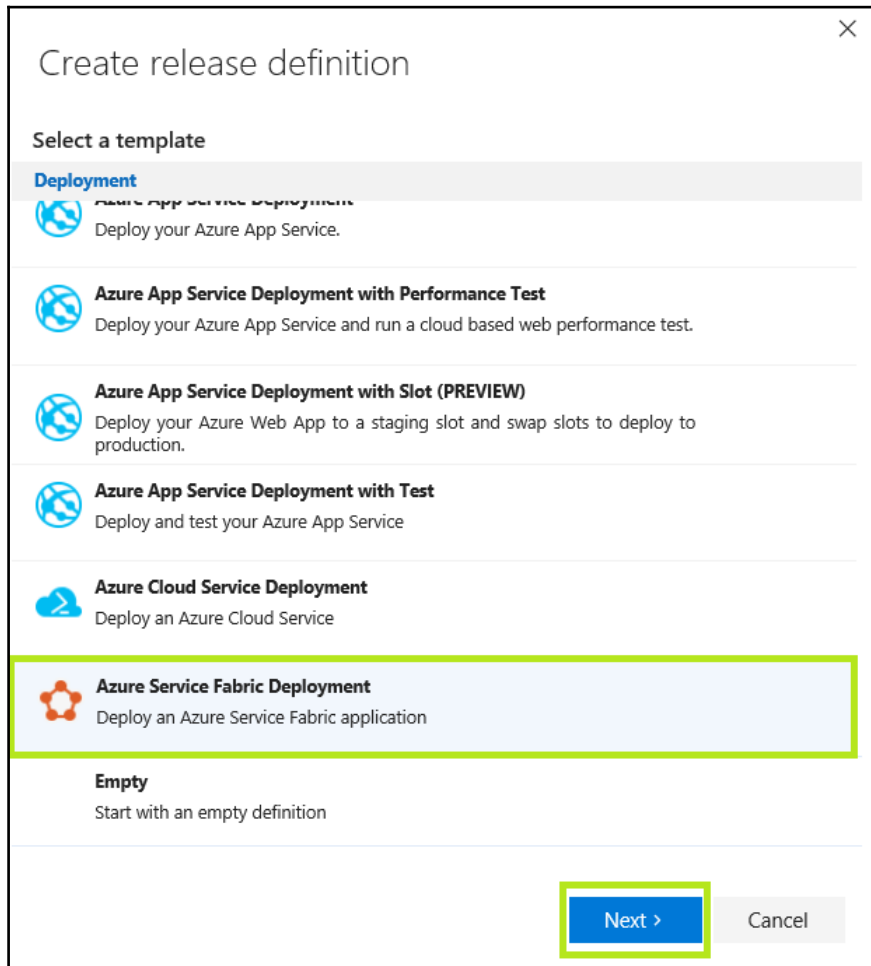 Create release definition
Select a template
Deployment
Azure App Service Deployment
Deploy your Azure App Service.
Azure App Service Deployment with Performance Test
Deploy your Azure App Service and run a cloud based web performance test.
Azure App Service Deployment with Slot (PREVIEW)
Deploy your Azure Web App to a staging slot and swap slots to deploy to
production.
Azure App Service Deployment with Test
Deploy and test your Azure App Service
Azure Cloud Service Deployment
Deploy an Azure Cloud Service
Azure Service Fabric Deployment
Deploy an Azure Service Fabric application
Empty
Start with an empty definition
Next >
Cancel